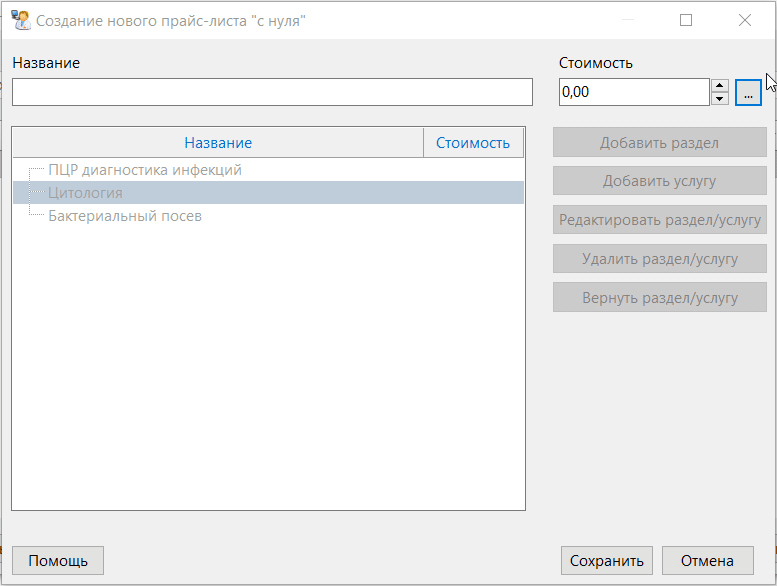 Создание нового прайс-листа "с нуля"
Название
Стоимость
0,00
...
Название
Стоимость
ПЦР диагностика инфекций
Цитология
Бактериальный посев
Добавить раздел
Добавить услугу
Редактировать раздел/услугу
Удалить раздел/услугу
Вернуть раздел/услугу
Помощь
Сохранить
Отмена